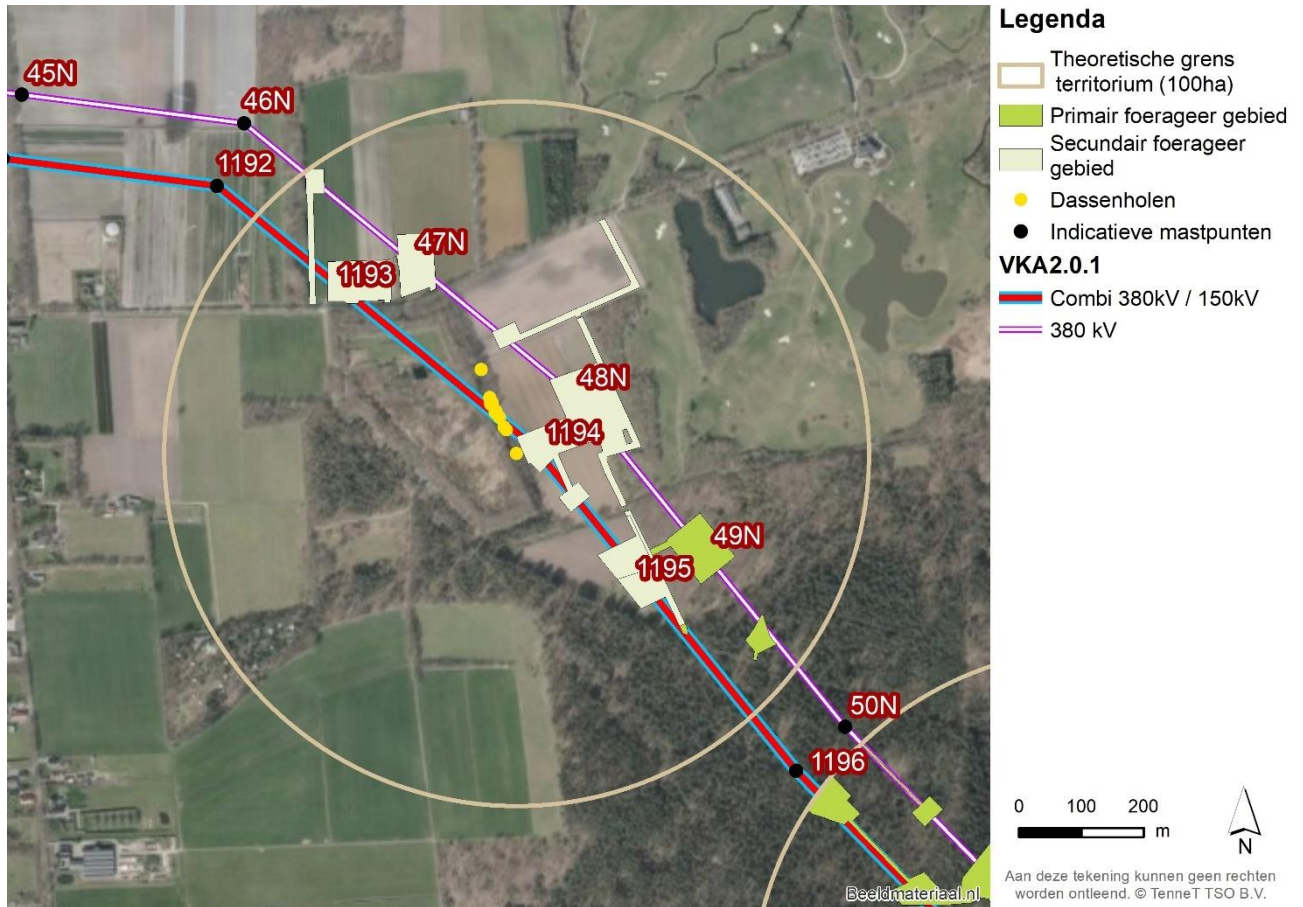 45N
46N
1192
47N
1193
48N
1194
49N
1195
50N
1196
Beeldmateriaal.nl
Legenda
Theoretische grens
territorium (100ha)
Primair foerageer gebied
Secundair foerageer
gebied
Dassenholen
Indicatieve mastpunten
VKA2.0.1
Combi 380kV / 150kV
380 kV
0 100 200
m
N
Aan deze tekening kunnen geen rechten
worden ontleend. © TenneT TSO B.V.